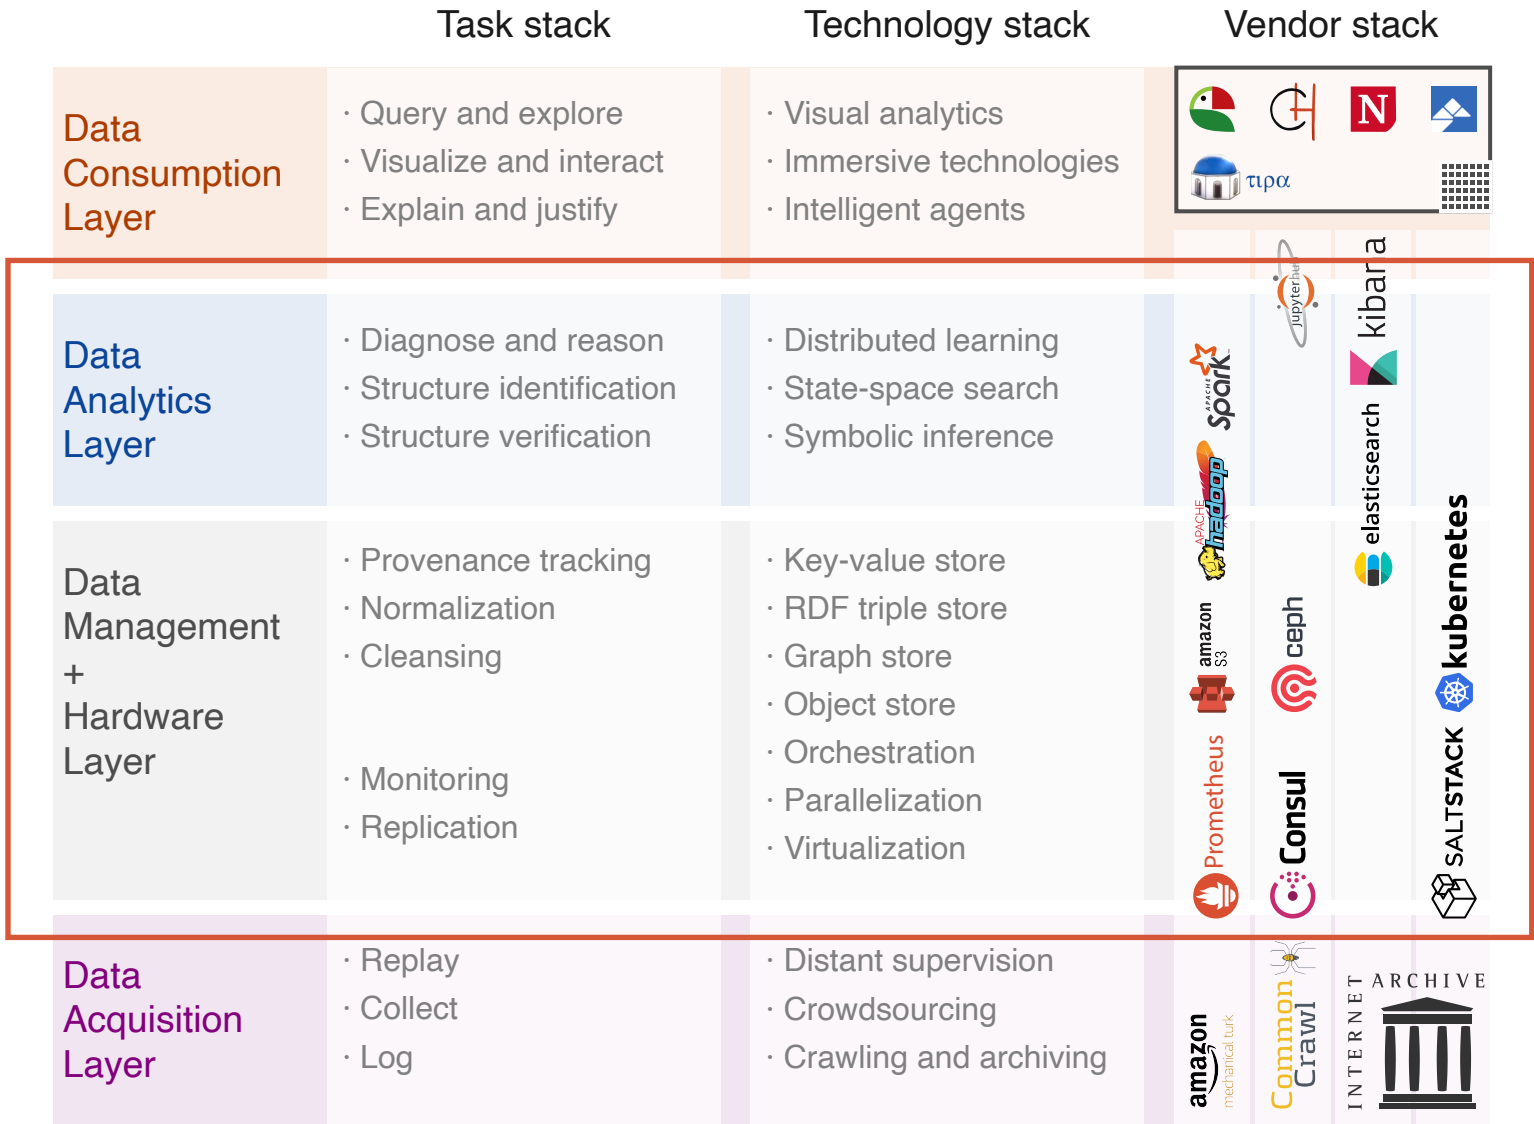 Task stack
Technology stack
Vendor stack
Data
Consumption
Layer
· Query and explore
· Visualize and interact
· Explain and justify
· Visual analytics
· Immersive technologies
· Intelligent agents
N
τιρα
Data
Analytics
Layer
· Diagnose and reason
· Structure identification
· Structure verification
· Distributed learning
· State-space search
· Symbolic inference
jupyterhub
kibana
APACHE
Spark
elasticsearch
APACHE
hadoop
kubernetes
Data
Management
+
Hardware
Layer
· Provenance tracking
· Normalization
· Cleansing
· Monitoring
· Replication
· Key-value store
· RDF triple store
· Graph store
· Object store
· Orchestration
· Parallelization
· Virtualization
amazon
S3
ceph
Prometheus
Consul
SALTSTACK
Data
Acquisition
Layer
· Replay
· Collect
· Log
· Distant supervision
· Crowdsourcing
· Crawling and archiving
amazon
mechanical turk
Common
Crawl
INTERNET
ARCHIVE